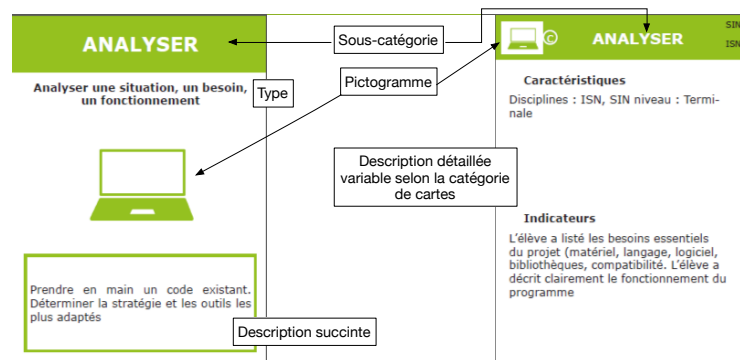 ANALYSER
Analyser une situation, un besoin,
un fonctionnement
Prendre en main un code existant.
Déterminer la stratégie et les outils les
plus adaptés
Sous-catégorie
Type
Pictogramme
Description détaillée
variable selon la catégorie
de cartes
Description succinte
©
ANALYSER
SIN
ISN
Caractéristiques
Disciplines : ISN, SIN niveau : Termi-
nale
Indicateurs
L'élève a listé les besoins essentiels
du projet (matériel, langage, logiciel,
bibliothèques, compatibilité. L'élève a
décrit clairement le fonctionnement du
programme